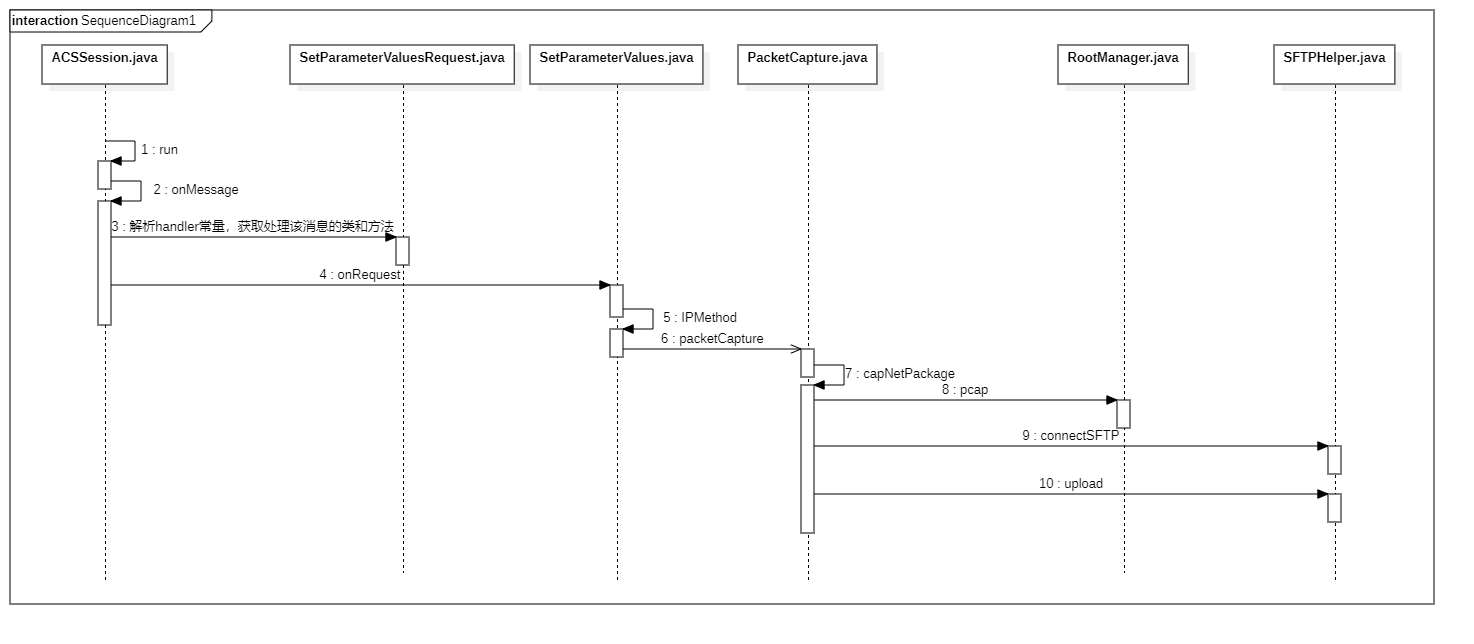 interaction SequenceDiagram1
ACSSession.java
SetParameterValuesRequest.java
SetParameterValues.java
PacketCapture.java
RootManager.java
SFTPHelper.java
1 : run
2 : onMessage
3 : 解析handler常量，获取处理该消息的类和方法
4 : onRequest
5 : IPMethod
6 : packetCapture
7 : capNetPackage
8 : pcap
9 : connectSFTP
10 : upload